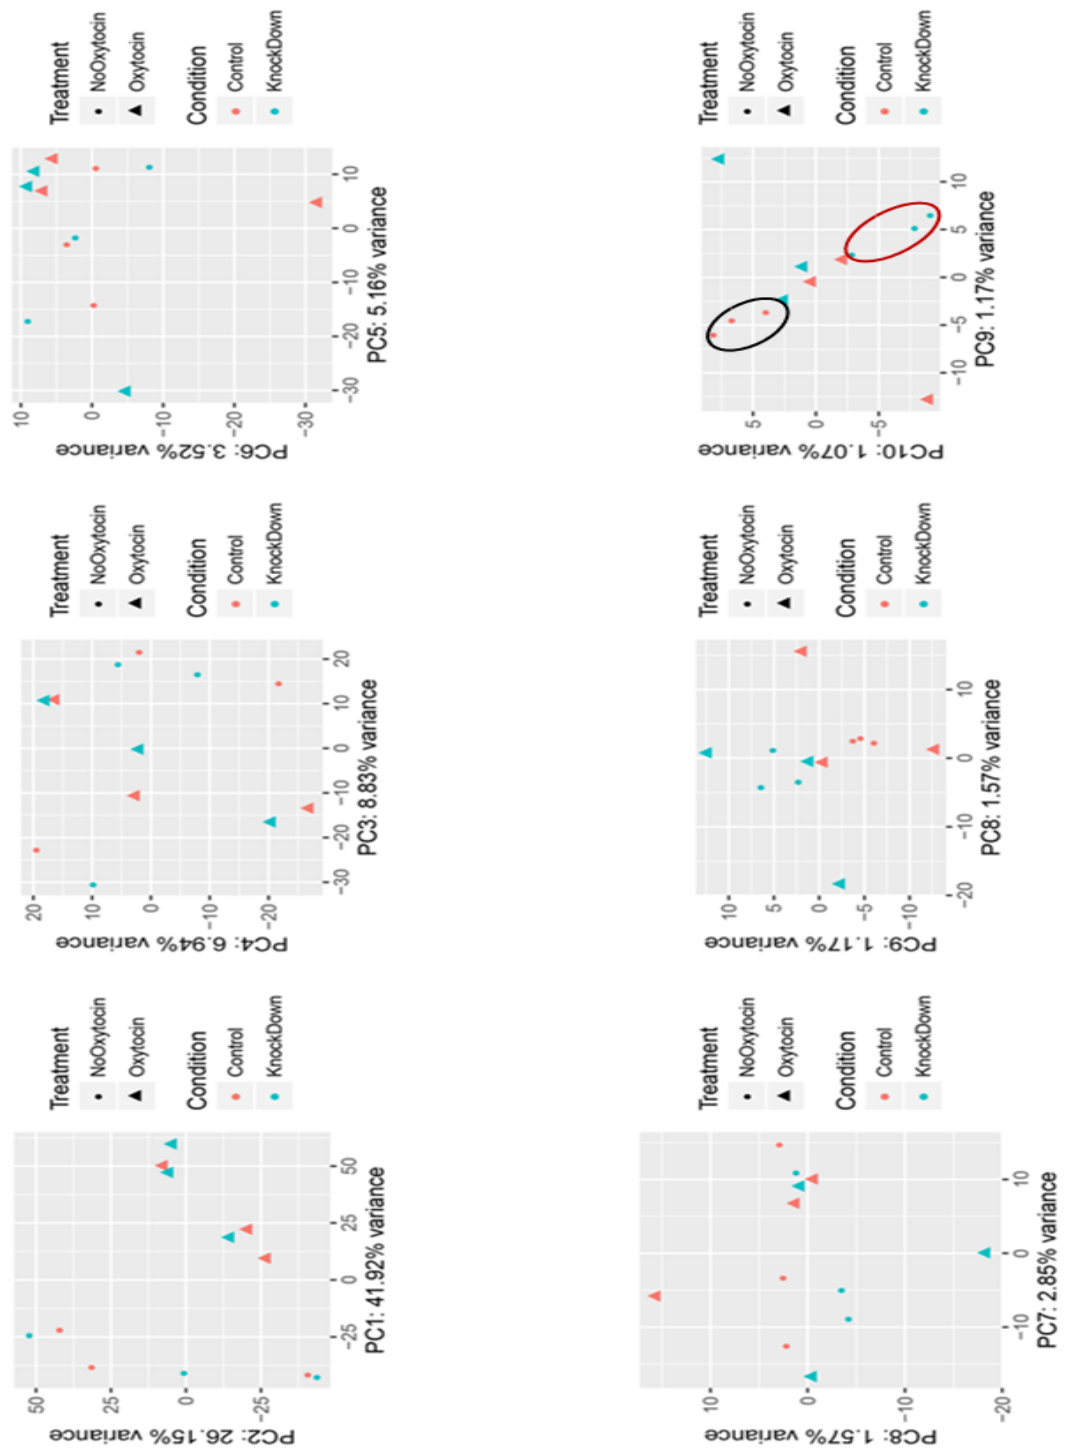 PC2: 26.15% variance
50
25
0
−25
−25 0 25 50
PC1: 41.92% variance
Treatment
NoOxytocin
Oxytocin
Condition
Control
KnockDown
PC4: 6.94% variance
20
10
0
−10
−20
−30 −20 −10 0 10 20
PC3: 8.83% variance
Treatment
NoOxytocin
Oxytocin
Condition
Control
KnockDown
PC6: 3.52% variance
10
0
−10
−20
−30
−30 −20 −10 0 10
PC5: 5.16% variance
Treatment
NoOxytocin
Oxytocin
Condition
Control
KnockDown
PC8: 1.57% variance
10
0
−10
−20
−10 0 10
PC7: 2.85% variance
Treatment
NoOxytocin
Oxytocin
Condition
Control
KnockDown
PC9: 1.17% variance
10
5
0
−5
−10
−20 −10 0 10
PC8: 1.57% variance
Treatment
NoOxytocin
Oxytocin
Condition
Control
KnockDown
PC10: 1.07% variance
5
0
−5
−10 −5 0 5 10
PC9: 1.17% variance
Treatment
NoOxytocin
Oxytocin
Condition
Control
KnockDown